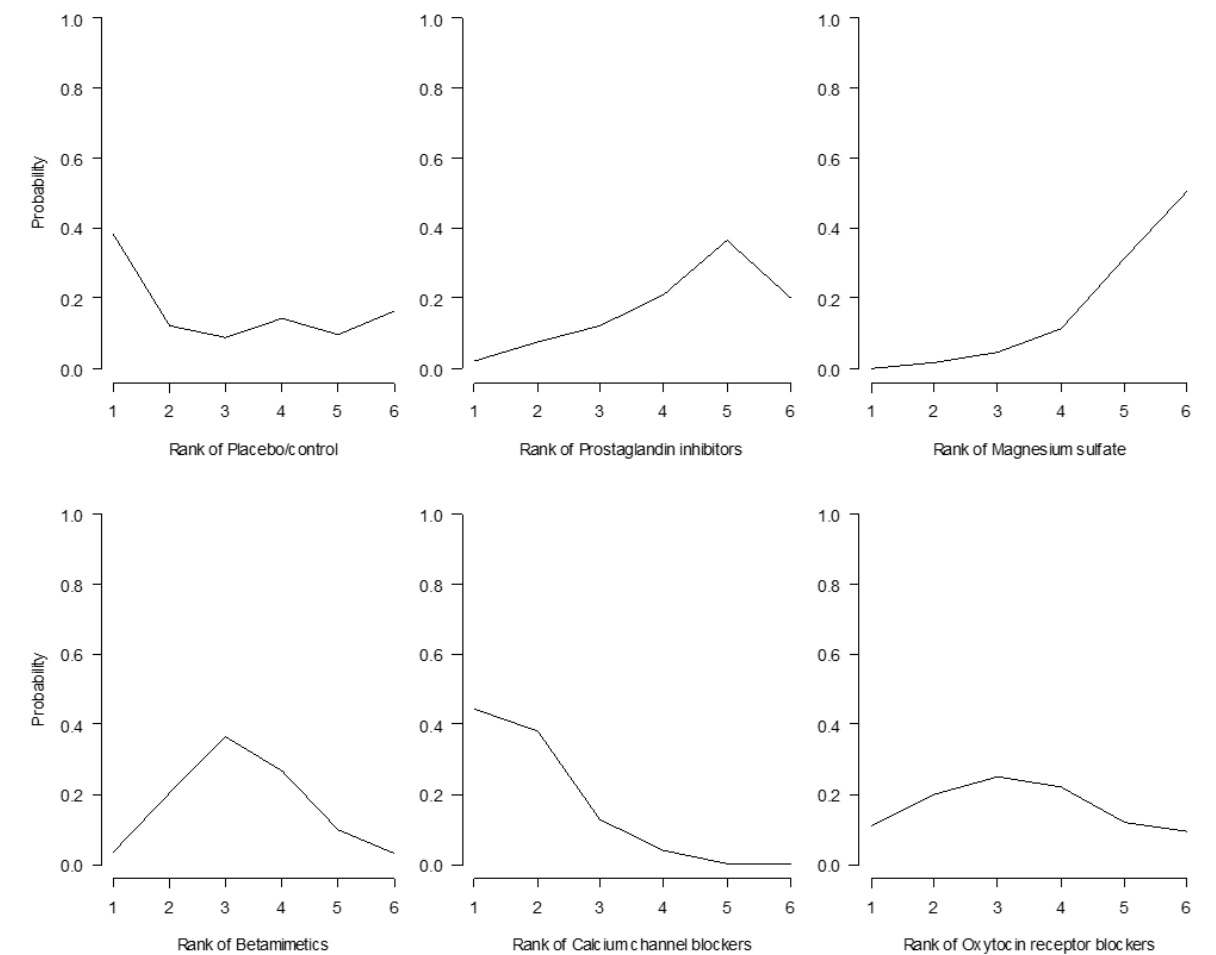 1.0 1.0 1.0
0.8 0.8 0.8
0.6 0.6 0.6
Probability
0.4 0.4 0.4
0.2 0.2 0.2
0.0 0.0 0.0
1 2 3 4 5 6 1 2 3 4 5 6 1 2 3 4 5 6
Rank of Placebo/control Rank of Prostaglandin inhibitors Rank of Magnesium sulfate
1.0 1.0 1.0
0.8 0.8 0.8
0.6 0.6 0.6
Probability
0.4 0.4 0.4
0.2 0.2 0.2
0.0 0.0 0.0
1 2 3 4 5 6 1 2 3 4 5 6 1 2 3 4 5 6
Rank of Betamimetics Rank of Calcium channel blockers Rank of Oxytocin receptor blockers